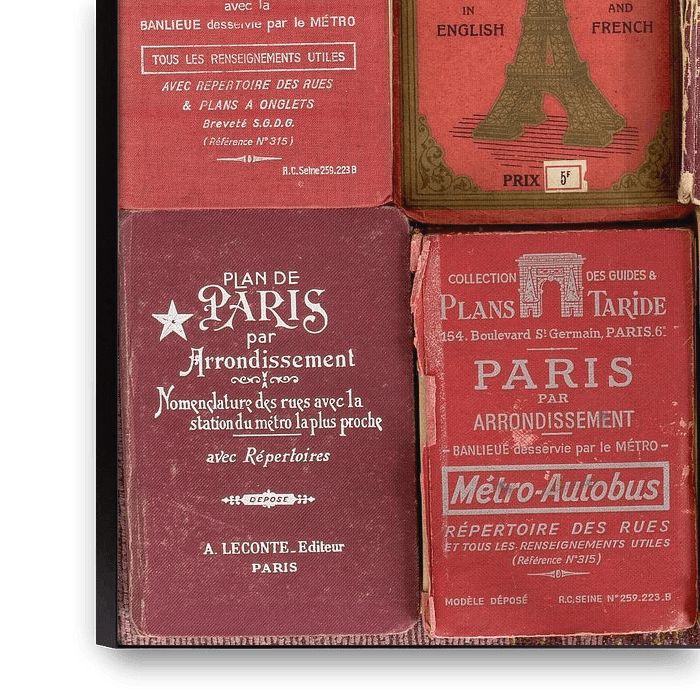 avec la
BANLIEUE desservie par le MÉTRO
TOUS LES RENSEIGNEMENTS UTILES
AVEC REPERTOIRE DES RUES
& PLANS A ONGLETS
Breveté S.G.D.G.
(Référence N°315)
R.C.Seine 259.223 B
IN
ENGLISH
AND
FRENCH
PRIX 5F
PLAN DE
PARIS
par
Arrondissement
Nomenclature des rues avec la
station du métro la plus proche
avec Répertoires
DEPOSE
A. LECONTE_Editeur
PARIS
COLLECTION DES GUIDES &
PLANS TARIDE
154. Boulevard St Germain, PARIS.6e
PARIS
PAR
ARRONDISSEMENT
- BANLIEUE desservie par le MÉTRO -
Métro-Autobus
RÉPERTOIRE DES RUES
ET TOUS LES RENSEIGNEMENTS UTILES
(Référence N°315)
MODÈLE DÉPOSÉ R.C.SEINE N°259.223.B